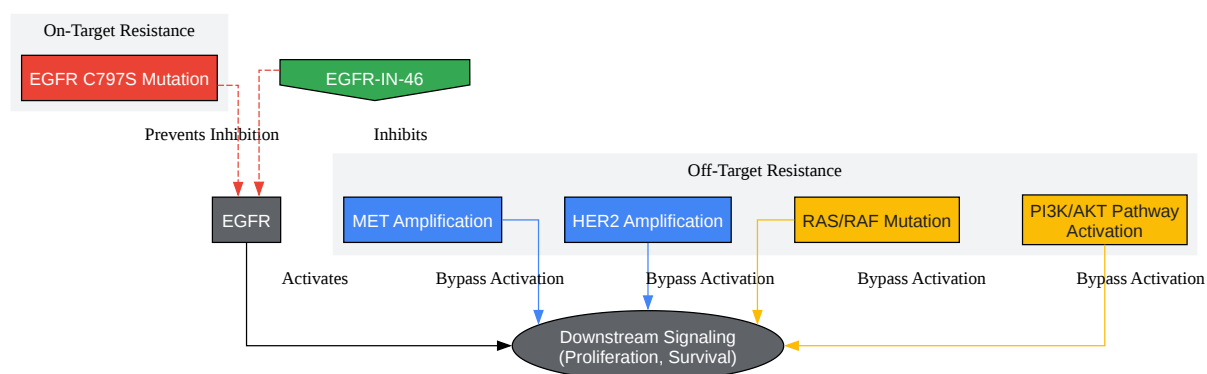 On-Target Resistance
EGFR C797S Mutation
EGFR-IN-46
Prevents Inhibition
Inhibits
Off-Target Resistance
EGFR
MET Amplification
HER2 Amplification
RAS/RAF Mutation
PI3K/AKT Pathway
Activation
Activates
Bypass Activation
Bypass Activation
Bypass Activation
Bypass Activation
Downstream Signaling
(Proliferation, Survival)